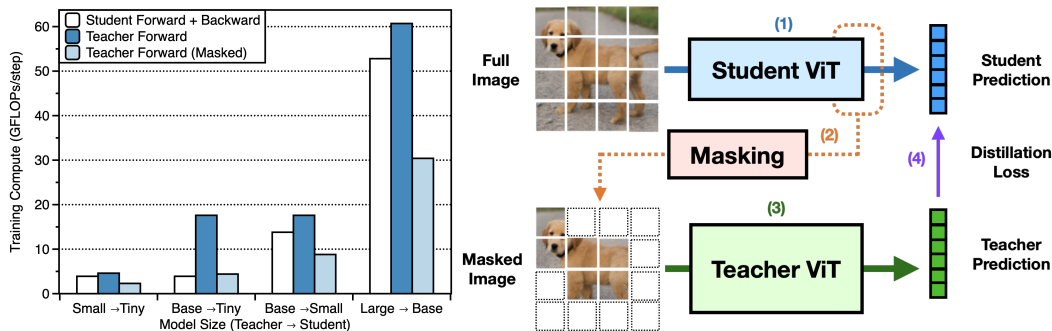 Training Compute (GFLOPs/step)
60
50
40
30
20
10
0
Student Forward + Backward
Teacher Forward
Teacher Forward (Masked)
Small →Tiny
Base →Tiny
Base →Small
Large → Base
Model Size (Teacher → Student)
Full
Image
(1)
Student ViT
Student
Prediction
(2)
Masking
(4)
Distillation
Loss
(3)
Masked
Image
Teacher ViT
Teacher
Prediction